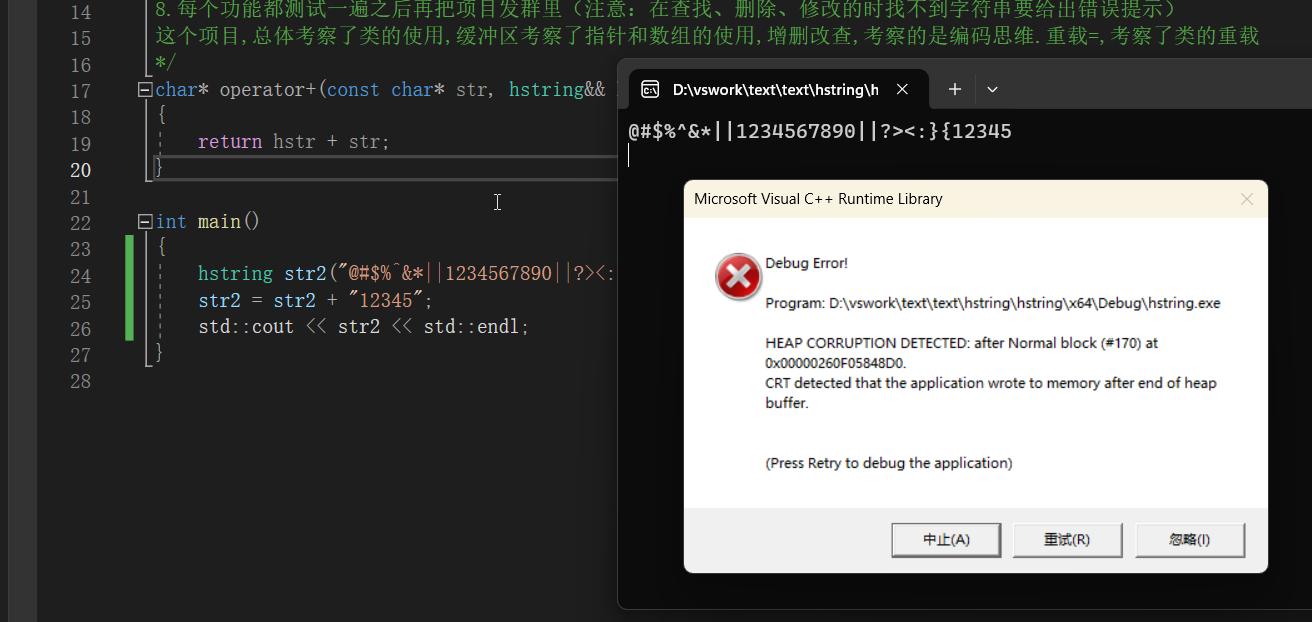 14 8.每个功能都测试一遍之后再把项目发群里（注意：在查找、删除、修改的时找不到字符串要给出错误提示）
15 这个项目,总体考察了类的使用,缓冲区考察了指针和数组的使用,增删改查,考察的是编码思维.重载=,考察了类的重载
16 */
17 char* operator+(const char* str, hstring&&
18 {
19 return hstr + str;
20 }
21
22 int main()
23 {
24 hstring str2("@#$%^&*||1234567890||?><:
25 str2 = str2 + "12345";
26 std::cout << str2 << std::endl;
27 }
28
D:\vswork\text\text\hstring\h
@#$%^&*||1234567890||?><:}{12345
Microsoft Visual C++ Runtime Library
Debug Error!
Program: D:\vswork\text\text\hstring\hstring\x64\Debug\hstring.exe
HEAP CORRUPTION DETECTED: after Normal block (#170) at
0x00000260F05848D0.
CRT detected that the application wrote to memory after end of heap
buffer.
(Press Retry to debug the application)
中止(A) 重试(R) 忽略(I)